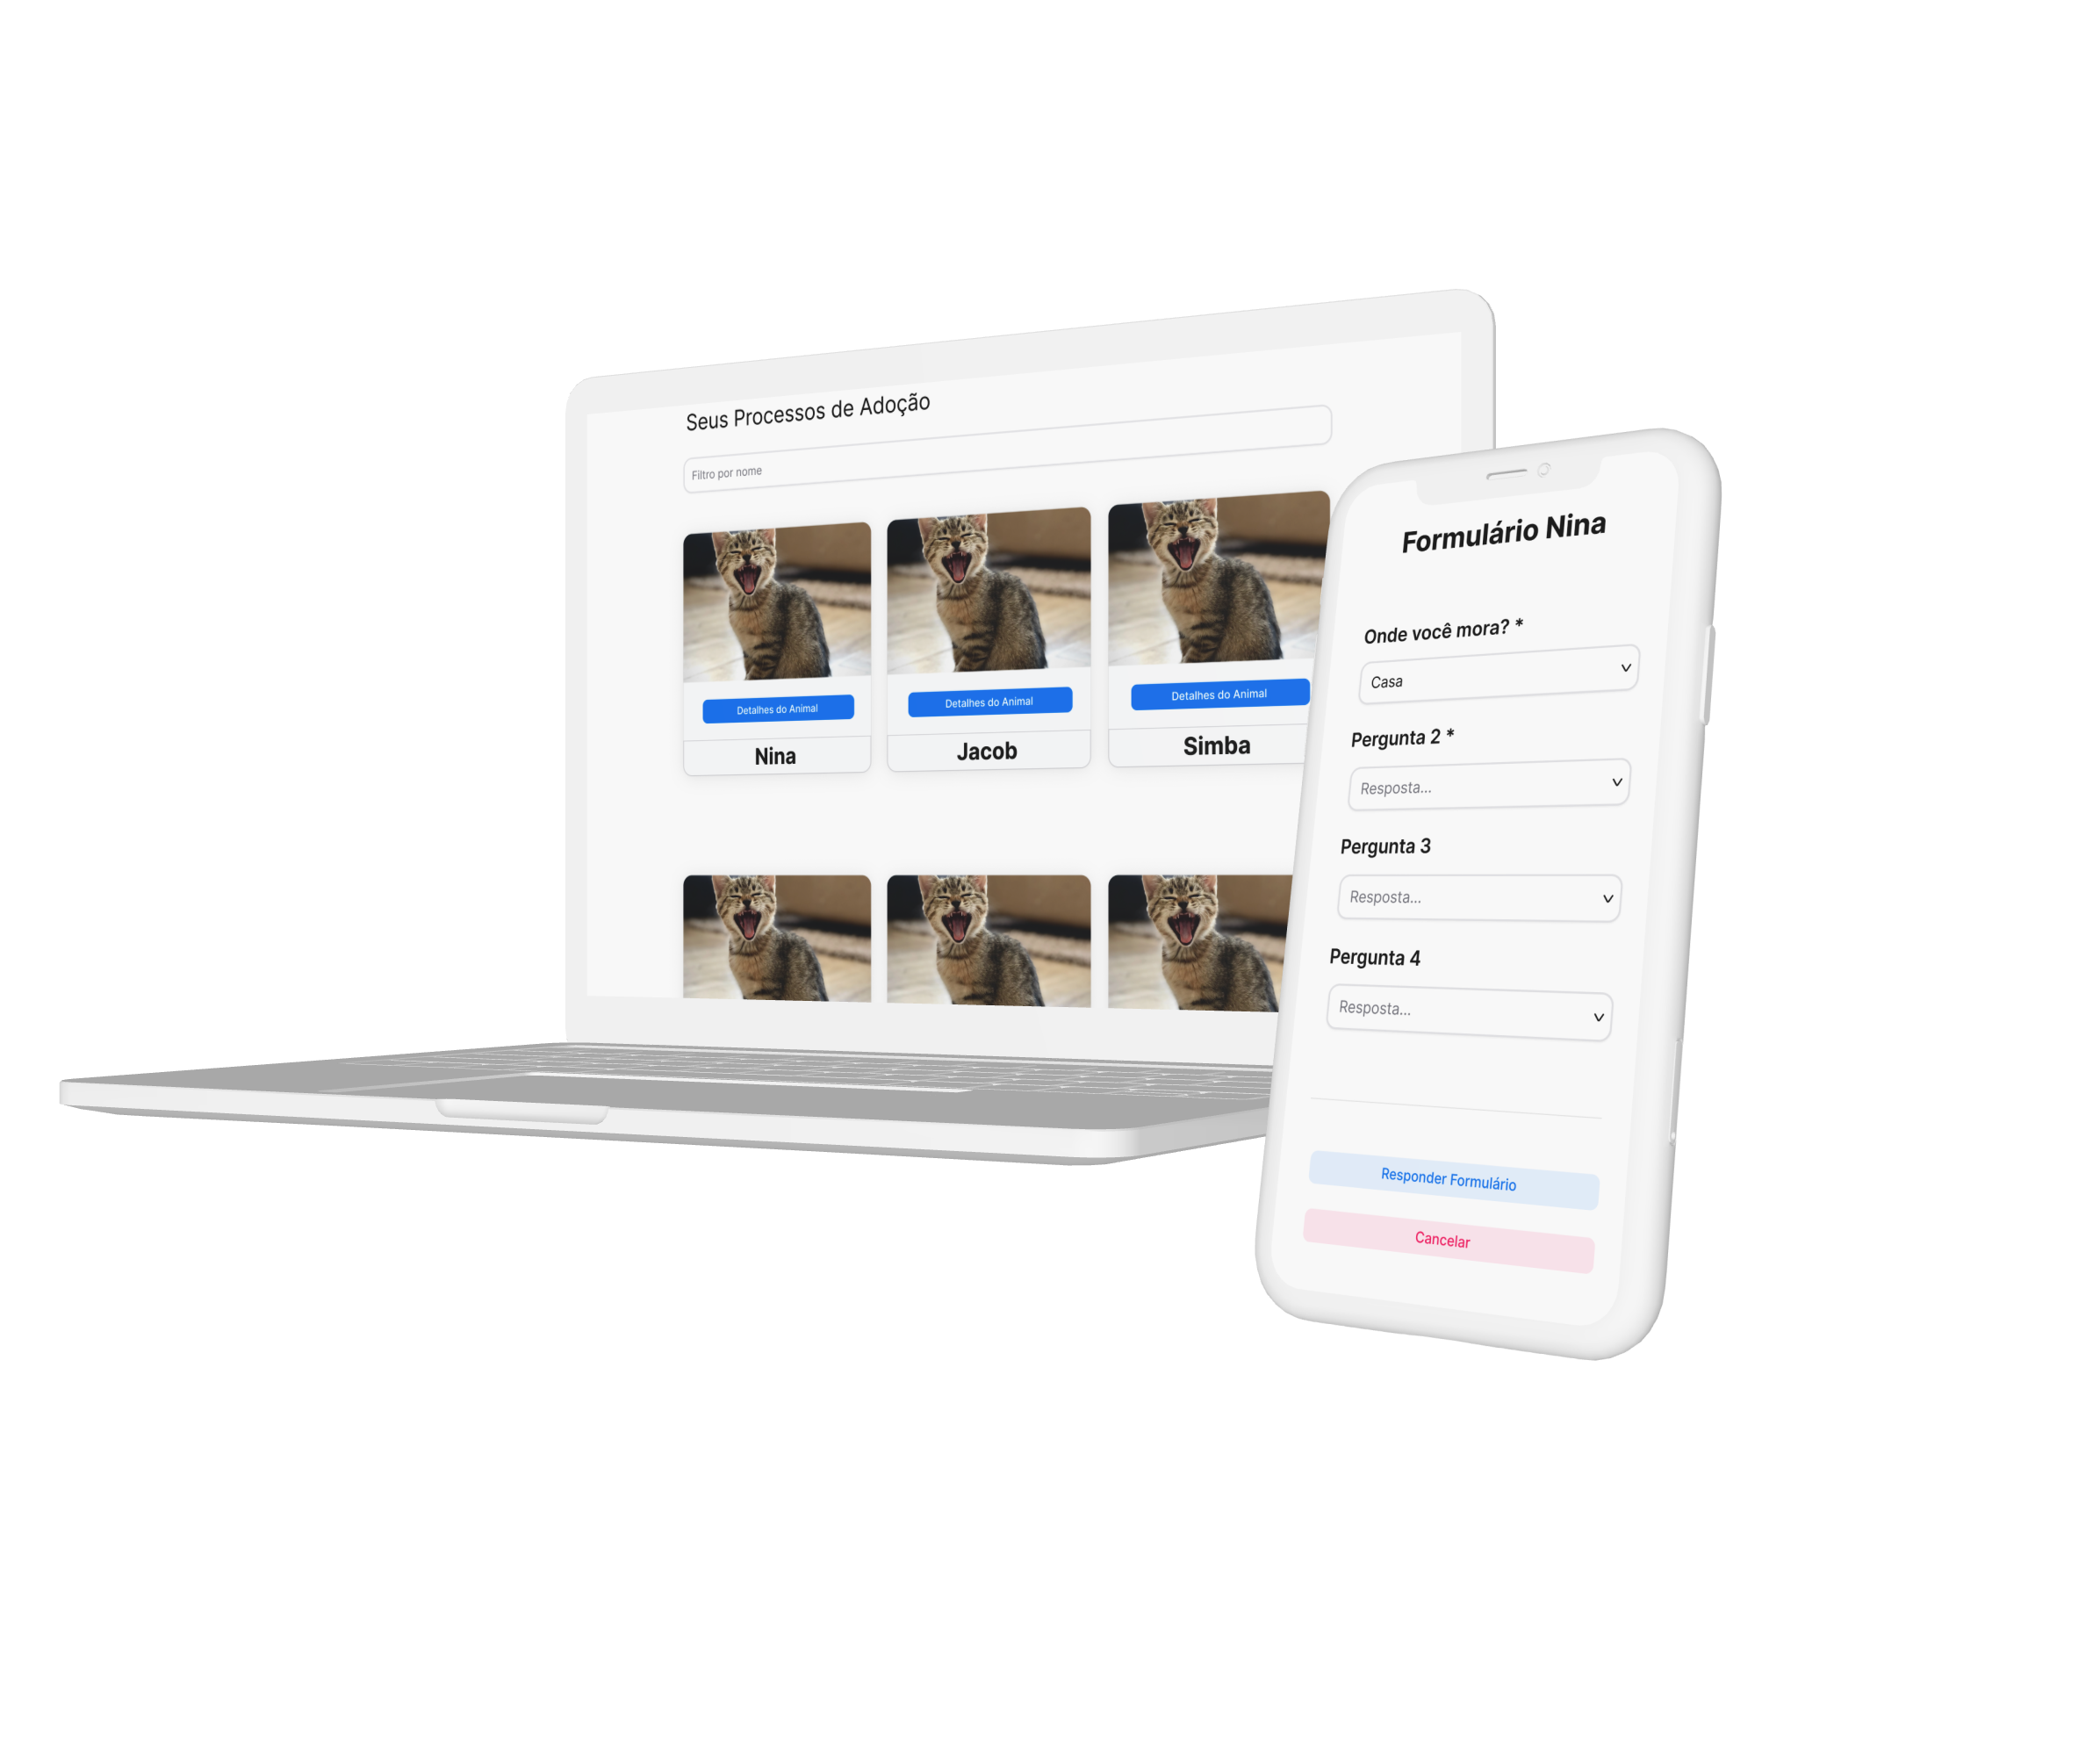 Seus Processos de Adoção
Filtro por nome
Detalhes do Animal
Detalhes do Animal
Detalhes do Animal
Nina
Jacob
Simba
Formulário Nina
Onde você mora? *
Casa
Pergunta 2 *
Resposta...
Pergunta 3
Resposta...
Pergunta 4
Resposta...
Responder Formulário
Cancelar